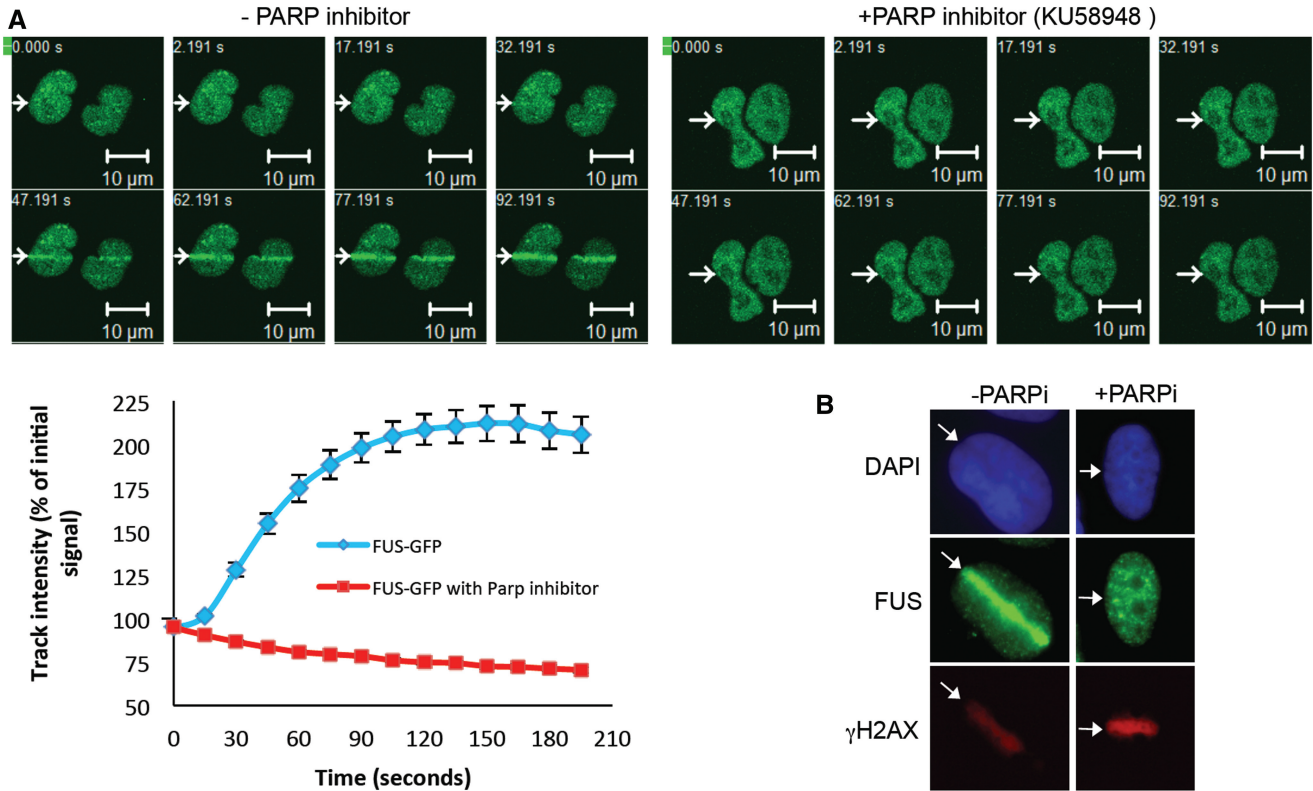 A
- PARP inhibitor
+PARP inhibitor (KU58948 )
0.000 s
2.191 s
17.191 s
32.191 s
0.000 s
2.191 s
17.191 s
32.191 s
10 µm
10 µm
10 µm
10 µm
10 µm
10 µm
10 µm
10 µm
47.191 s
62.191 s
77.191 s
92.191 s
47.191 s
62.191 s
77.191 s
92.191 s
10 µm
10 µm
10 µm
10 µm
10 µm
10 µm
10 µm
10 µm
Track intensity (% of initial
signal)
225
200
175
150
125
100
75
50
FUS-GFP
FUS-GFP with Parp inhibitor
0
30
60
90
120
150
180
210
Time (seconds)
B
-PARPi
+PARPi
DAPI
FUS
γH2AX